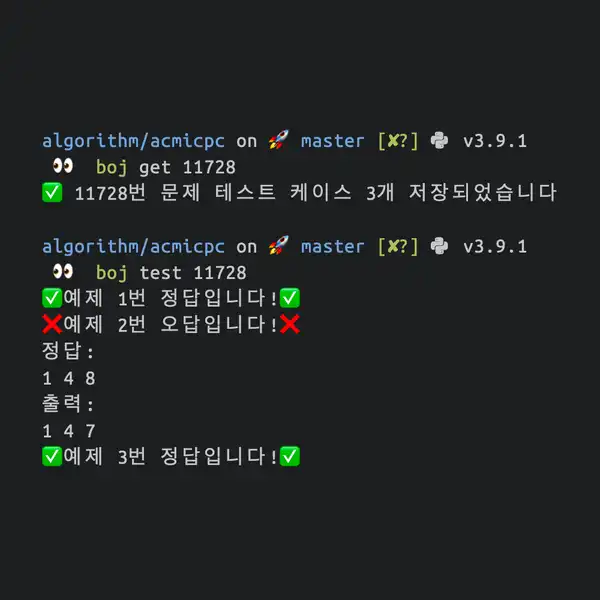 algorithm/acmicpc on 🚀 master [✘?] v3.9.1
👀 boj get 11728
✅ 11728번 문제 테스트 케이스 3개 저장되었습니다
algorithm/acmicpc on 🚀 master [✘?] v3.9.1
👀 boj test 11728
✅예제 1번 정답입니다!✅
❌예제 2번 오답입니다!❌
정답:
1 4 8
출력:
1 4 7
✅예제 3번 정답입니다!✅